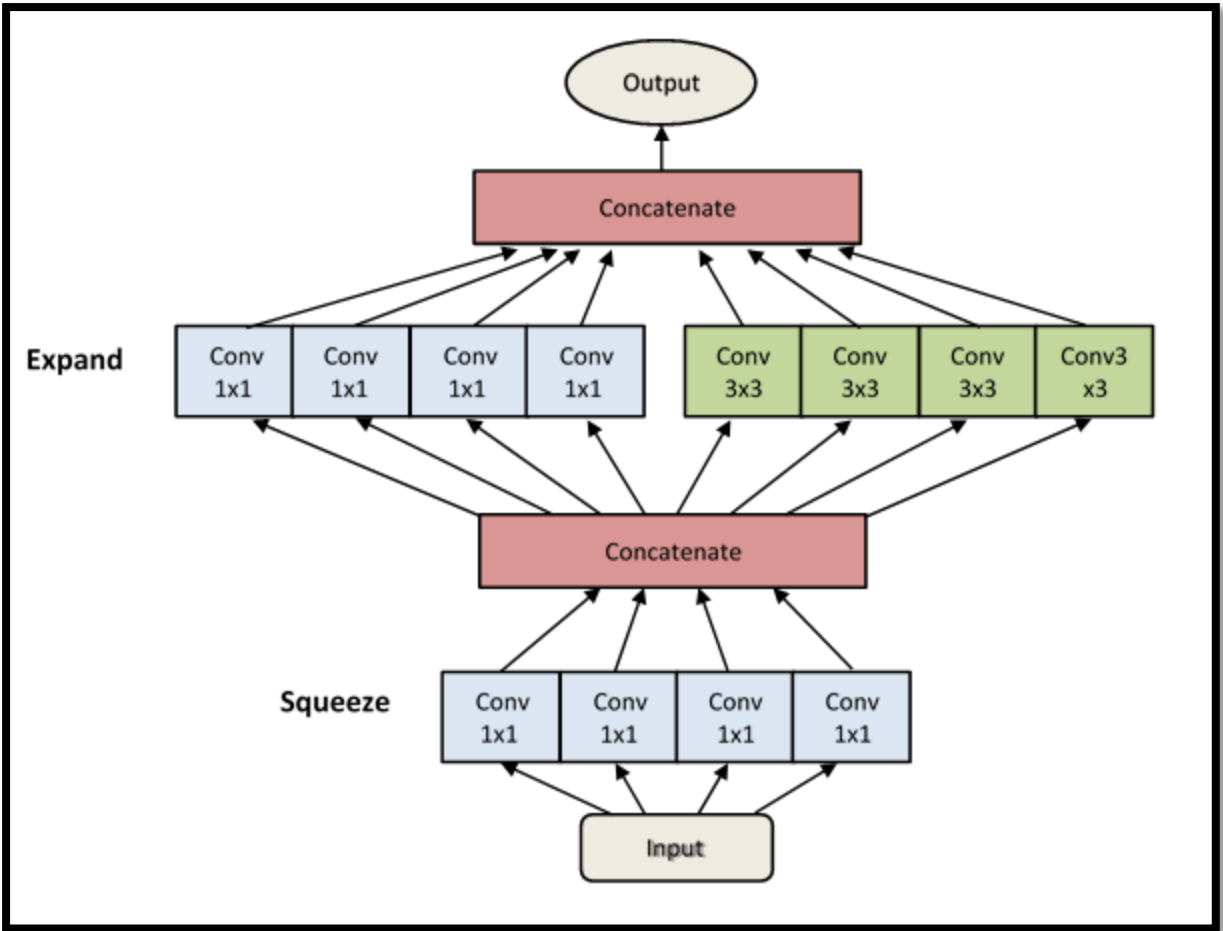 Output
Concatenate
Expand
Conv
1x1
Conv
1x1
Conv
1x1
Conv
1x1
Conv
3x3
Conv
3x3
Conv
3x3
Conv3
x3
Concatenate
Squeeze
Conv
1x1
Conv
1x1
Conv
1x1
Conv
1x1
Input